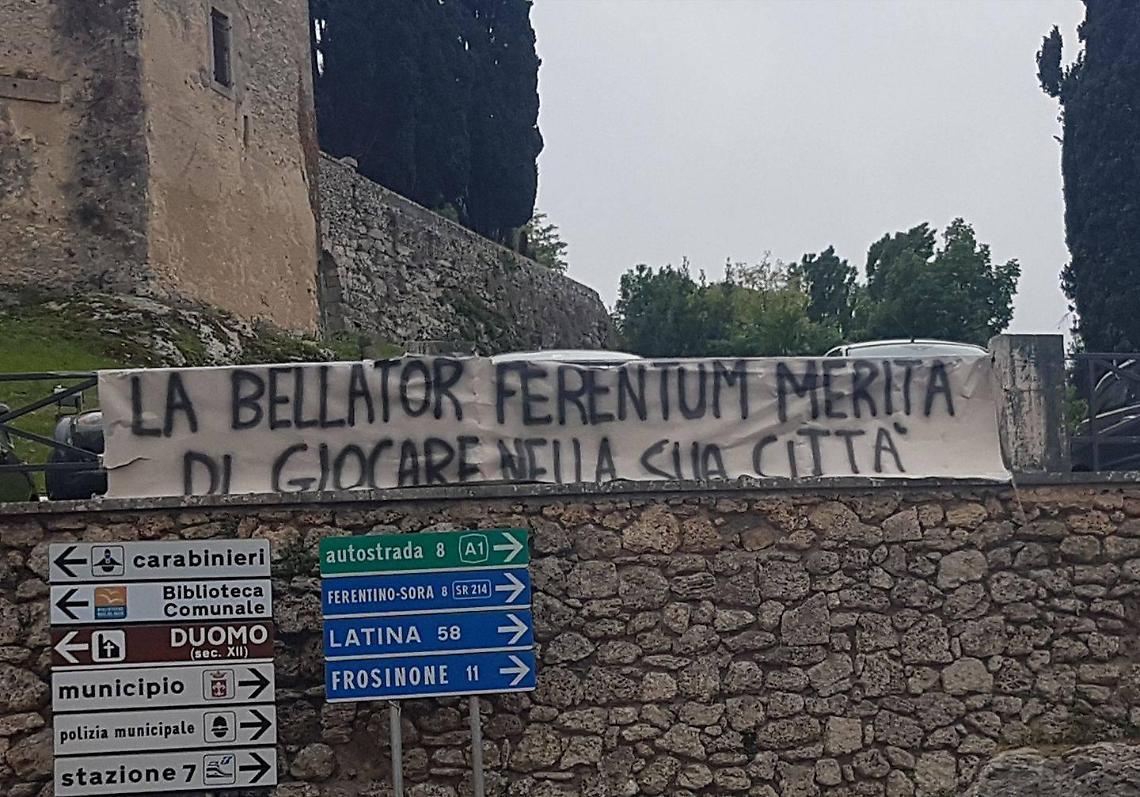 LA BELLATOR FERENTUM MERITA
DI GIOCARE NELLA SUA CITTA'
carabinieri
Biblioteca
Comunale
DUOMO
(sec. XII)
municipio
polizia municipale
stazione 7
autostrada 8 A1
FERENTINO-SORA 8 SR 214
LATINA 58
FROSINONE 11